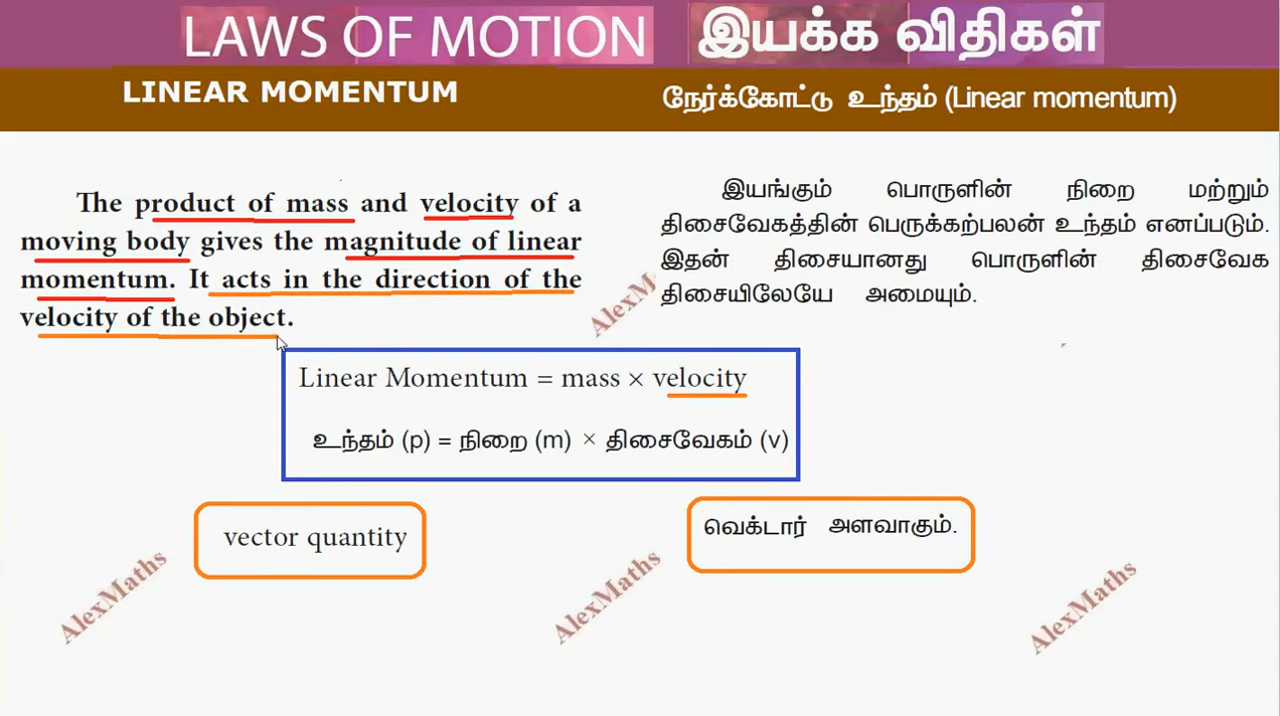 LAWS OF MOTION இயக்க விதிகள்
LINEAR MOMENTUM
நேர்க்கோட்டு உந்தம் (Linear momentum)
The product of mass and velocity of a
moving body gives the magnitude of linear
momentum. It acts in the direction of the
velocity of the object.
இயங்கும் பொருளின் நிறை மற்றும்
திசைவேகத்தின் பெருக்கற்பலன் உந்தம் எனப்படும்.
இதன் திசையானது பொருளின் திசைவேக
திசையிலேயே அமையும்.
AlexM
Linear Momentum = mass × velocity
உந்தம் (p) = நிறை (m) × திசைவேகம் (v)
vector quantity
வெக்டார் அளவாகும்.
AlexMaths
AlexMaths
AlexMaths